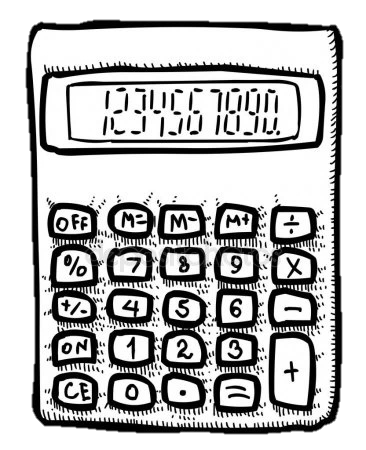 1234567890.
OFF M= M- M+ ÷
% 7 8 9 X
+/- 4 5 6 -
ON 1 2 3 +
CE 0 . =